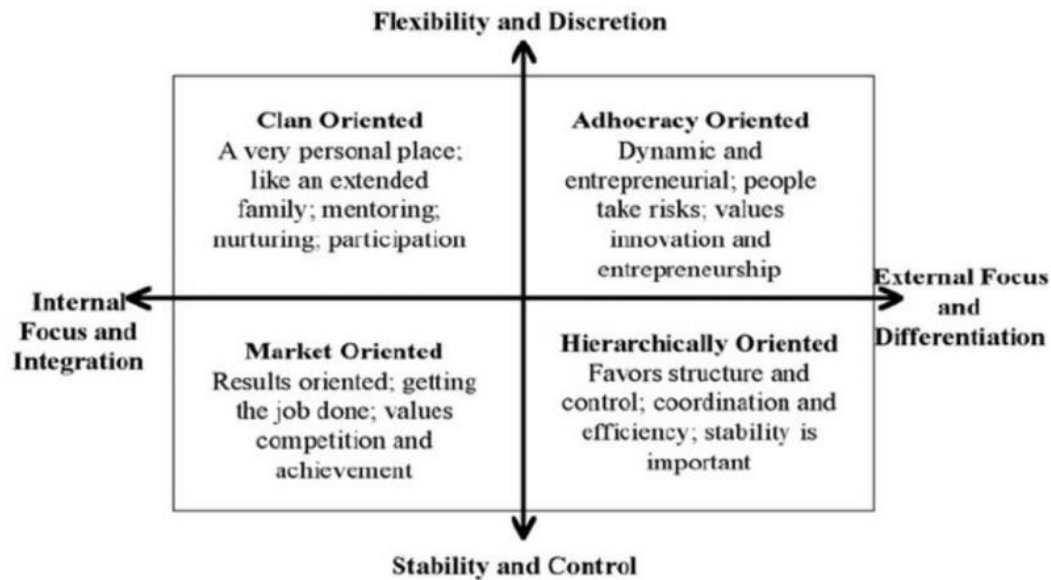 Flexibility and Discretion
Clan Oriented
A very personal place;
like an extended
family; mentoring;
nurturing; participation
Adhocracy Oriented
Dynamic and
entrepreneurial; people
take risks; values
innovation and
entrepreneurship
Internal
Focus and
Integration
External Focus
and
Differentiation
Market Oriented
Results oriented; getting
the job done; values
competition and
achievement
Hierarchically Oriented
Favors structure and
control; coordination and
efficiency; stability is
important
Stability and Control